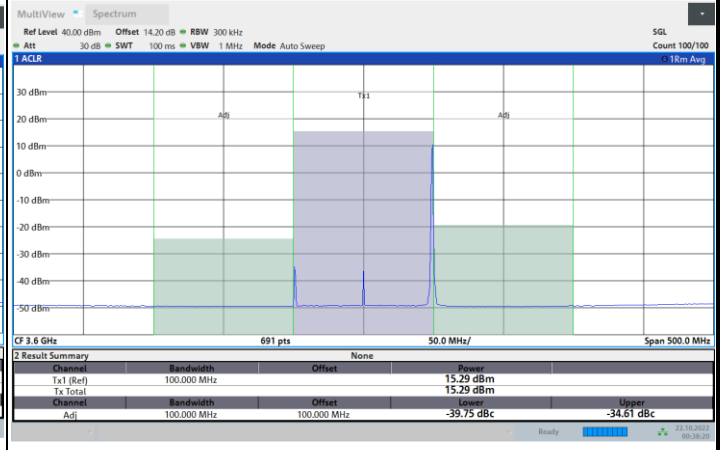 MultiView Spectrum
Ref Level 40.00 dBm Offset 14.20 dB RBW 300 kHz SGL
Att 30 dB SWT 100 ms VBW 1 MHz Mode Auto Sweep Count 100/100
1 ACLR 1Rm Avg
30 dBm
Tx1
20 dBm
Adj Adj
10 dBm
0 dBm
-10 dBm
-20 dBm
-30 dBm
-40 dBm
-50 dBm
CF 3.6 GHz 691 pts 50.0 MHz/ Span 500.0 MHz
2 Result Summary None
Channel Bandwidth Offset Power
Tx1 (Ref) 100.000 MHz 15.29 dBm
Tx Total 15.29 dBm
Channel Bandwidth Offset Lower Upper
Adj 100.000 MHz 100.000 MHz -39.75 dBc -34.61 dBc
Ready 22.10.2022
00:38:20